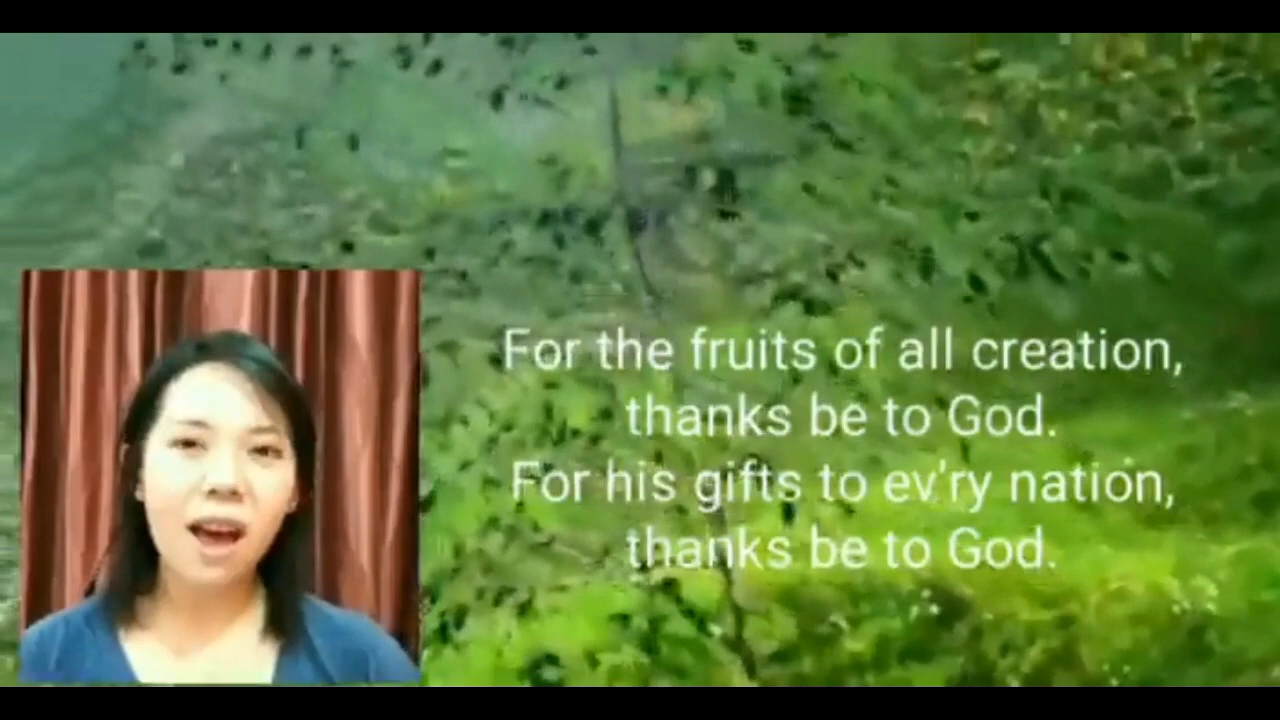 For the fruits of all creation,
thanks be to God.
For his gifts to ev'ry nation,
thanks be to God.